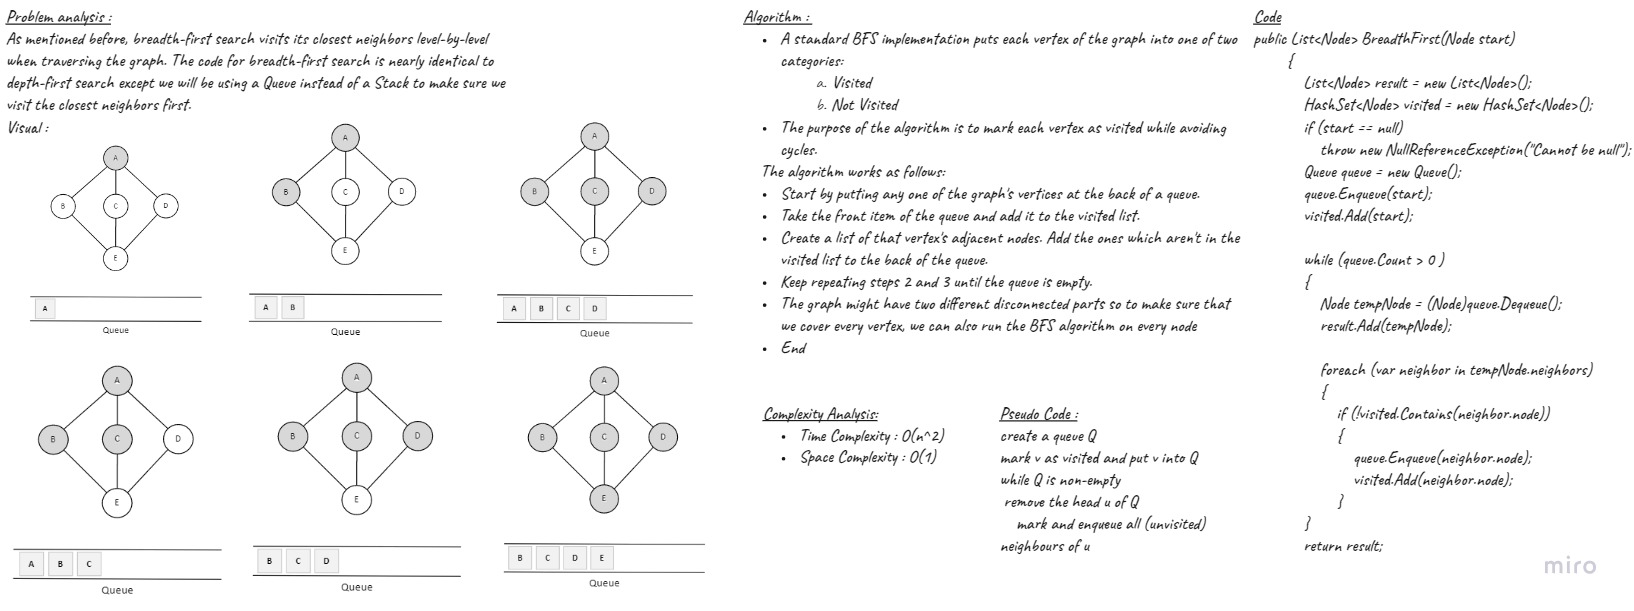 Problem analysis :
As mentioned before, breadth-first search visits its closest neighbors level-by-level
when traversing the graph. The code for breadth-first search is nearly identical to
depth-first search except we will be using a Queue instead of a Stack to make sure we
visit the closest neighbors first.
Visual :
A
B
C
D
E
A
Queue
A
B
C
D
E
A B
Queue
A
B
C
D
E
A B C D
Queue
A
B
C
D
E
A B C
Queue
A
B
C
D
E
B C D
Queue
A
B
C
D
E
B C D E
Queue
Algorithm :
• A standard BFS implementation puts each vertex of the graph into one of two
categories:
a. Visited
b. Not Visited
• The purpose of the algorithm is to mark each vertex as visited while avoiding
cycles.
The algorithm works as follows:
• Start by putting any one of the graph's vertices at the back of a queue.
• Take the front item of the queue and add it to the visited list.
• Create a list of that vertex's adjacent nodes. Add the ones which aren't in the
visited list to the back of the queue.
• Keep repeating steps 2 and 3 until the queue is empty.
• The graph might have two different disconnected parts so to make sure that
we cover every vertex, we can also run the BFS algorithm on every node
• End
Complexity Analysis:
• Time Complexity : O(n^2)
• Space Complexity : O(1)
Pseudo Code :
create a queue Q
mark v as visited and put v into Q
while Q is non-empty
remove the head u of Q
mark and enqueue all (unvisited)
neighbours of u
Code
public List<Node> BreadthFirst(Node start)
{
List<Node> result = new List<Node>();
HashSet<Node> visited = new HashSet<Node>();
if (start == null)
throw new NullReferenceException("Cannot be null");
Queue queue = new Queue();
queue.Enqueue(start);
visited.Add(start);
while (queue.Count > 0 )
{
Node tempNode = (Node)queue.Dequeue();
result.Add(tempNode);
foreach (var neighbor in tempNode.neighbors)
{
if (!visited.Contains(neighbor.node))
{
queue.Enqueue(neighbor.node);
visited.Add(neighbor.node);
}
}
return result;
miro